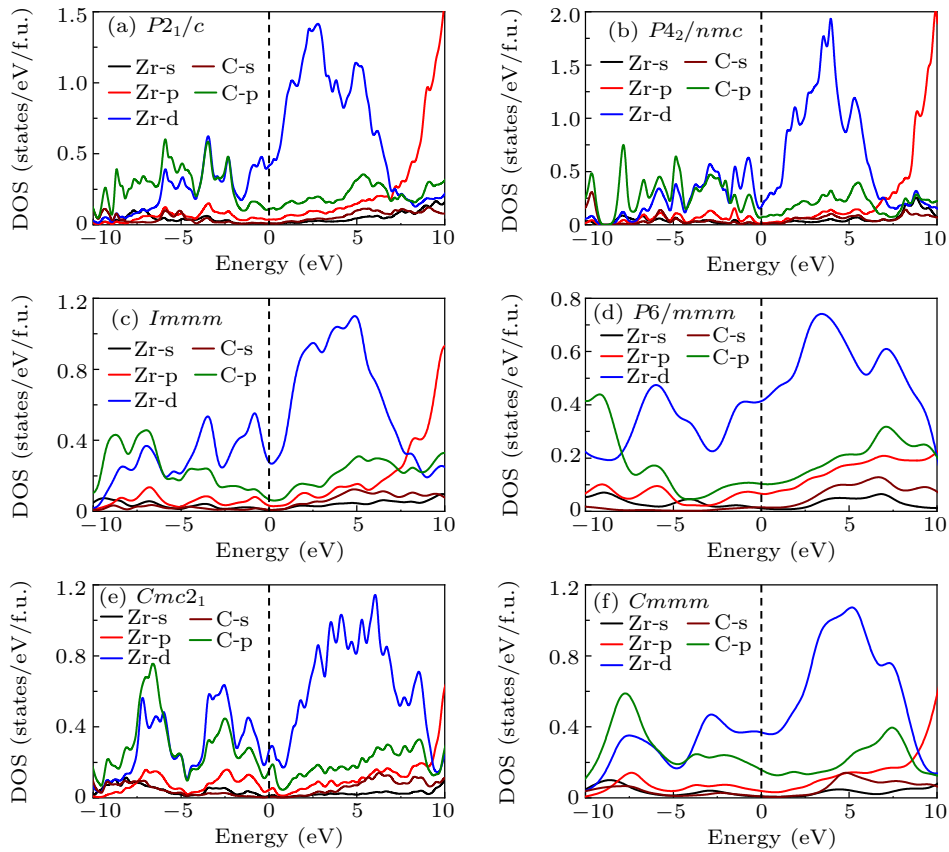 (a) P2₁/c
Zr-s C-s
Zr-p C-p
Zr-d
DOS (states/eV/f.u.)
1.5
1.0
0.5
0
−10 −5 0 5 10
Energy (eV)
(b) P4₂/nmc
Zr-s C-s
Zr-p C-p
Zr-d
DOS (states/eV/f.u.)
2.0
1.5
1.0
0.5
0
−10 −5 0 5 10
Energy (eV)
(c) Immm
Zr-s C-s
Zr-p C-p
Zr-d
DOS (states/eV/f.u.)
1.2
0.8
0.4
0
−10 −5 0 5 10
Energy (eV)
(d) P6/mmm
Zr-s C-s
Zr-p C-p
Zr-d
DOS (states/eV/f.u.)
0.8
0.6
0.4
0.2
0
−10 −5 0 5 10
Energy (eV)
(e) Cmc2₁
Zr-s C-s
Zr-p C-p
Zr-d
DOS (states/eV/f.u.)
1.2
0.8
0.4
0
−10 −5 0 5 10
Energy (eV)
(f) Cmmm
Zr-s C-s
Zr-p C-p
Zr-d
DOS (states/eV/f.u.)
1.2
0.8
0.4
0
−10 −5 0 5 10
Energy (eV)